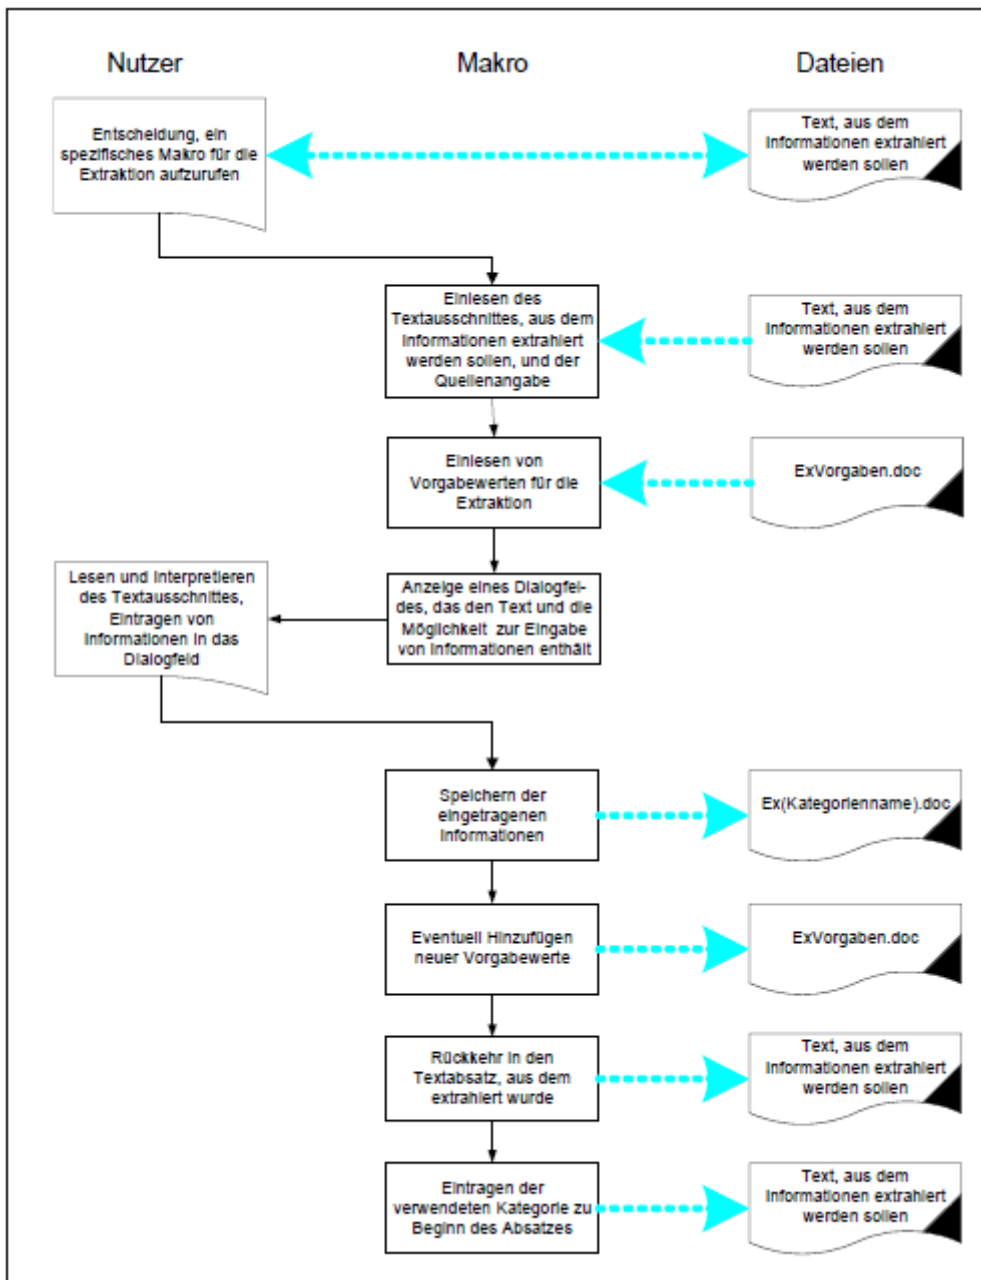 Nutzer
Makro
Dateien
Entscheidung, ein
spezifisches Makro für die
Extraktion aufzurufen
Text, aus dem
Informationen extrahiert
werden sollen
Einlesen des
Textausschnittes, aus dem
Informationen extrahiert
werden sollen, und der
Quellenangabe
Text, aus dem
Informationen extrahiert
werden sollen
Einlesen von
Vorgabewerten für die
Extraktion
ExVorgaben.doc
Anzeige eines Dialogfel-
des, das den Text und die
Möglichkeit zur Eingabe
von Informationen enthält
Lesen und Interpretieren
des Textausschnittes,
Eintragen von
Informationen in das
Dialogfeld
Speichern der
eingetragenen
Informationen
Ex(Kategorienname).doc
Eventuell Hinzufügen
neuer Vorgabewerte
ExVorgaben.doc
Rückkehr in den
Textabsatz, aus dem
extrahiert wurde
Text, aus dem
Informationen extrahiert
werden sollen
Eintragen der
verwendeten Kategorie zu
Beginn des Absatzes
Text, aus dem
Informationen extrahiert
werden sollen